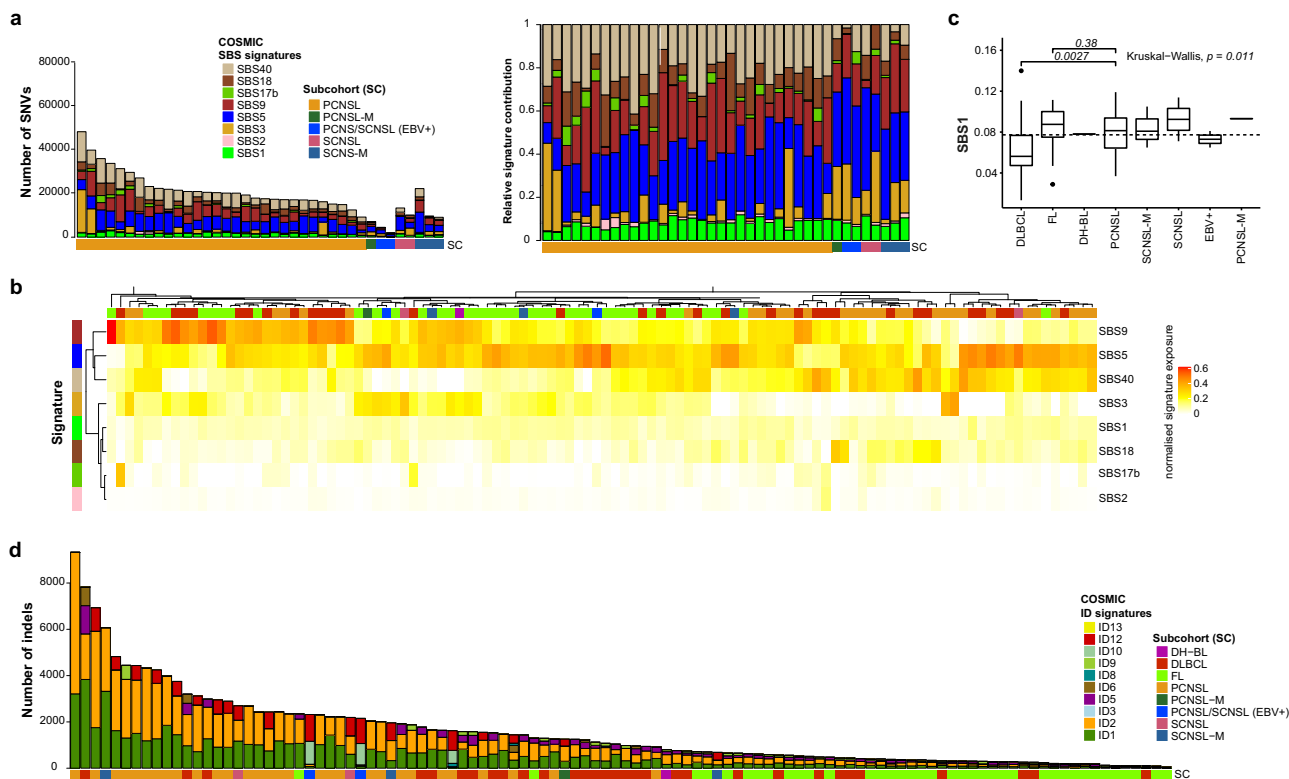 a
COSMIC
SBS signatures
SBS40
SBS18
SBS17b
SBS9
SBS5
SBS3
SBS2
SBS1
Subcohort (SC)
PCNSL
PCNSL-M
PCNS/SCNSL (EBV+)
SCNSL
SCNS-M
Number of SNVs
80000
60000
40000
20000
0
SC
Relative signature contribution
1
0.8
0.6
0.4
0.2
0
SC
c
0.38
0.0027
Kruskal−Wallis, p = 0.011
SBS1
0.16
0.12
0.08
0.04
DLBCL
FL
DH-BL
PCNSL
SCNSL-M
SCNSL
EBV+
PCNSL-M
b
Signature
SBS9
SBS5
SBS40
SBS3
SBS1
SBS18
SBS17b
SBS2
normalised signature exposure
0.6
0.4
0.2
0
d
Number of indels
8000
6000
4000
2000
0
COSMIC
ID signatures
ID13
ID12
ID10
ID9
ID8
ID6
ID5
ID3
ID2
ID1
Subcohort (SC)
DH−BL
DLBCL
FL
PCNSL
PCNSL−M
PCNSL/SCNSL (EBV+)
SCNSL
SCNSL−M
SC